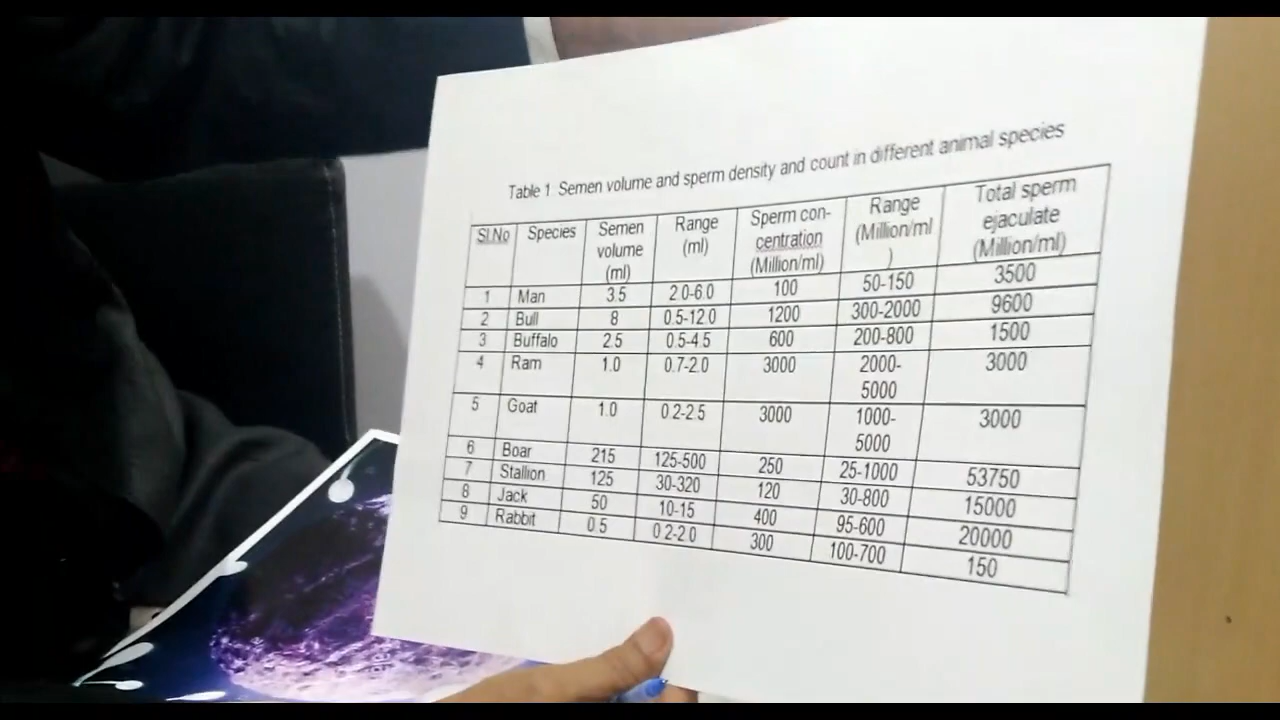 Table 1. Semen volume and sperm density and count in different animal species
Sl.No Species Semen volume (ml) Range (ml) Sperm con-centration (Million/ml) Range (Million/ml) Total sperm ejaculate (Million/ml)
1 Man 3.5 2.0-6.0 100 50-150 3500
2 Bull 8 0.5-12.0 1200 300-2000 9600
3 Buffalo 2.5 0.5-4.5 600 200-800 1500
4 Ram 1.0 0.7-2.0 3000 2000-5000 3000
5 Goat 1.0 0.2-2.5 3000 1000-5000 3000
6 Boar 215 125-500 250 25-1000 53750
7 Stallion 125 30-320 120 30-800 15000
8 Jack 50 10-15 400 95-600 20000
9 Rabbit 0.5 0.2-2.0 300 100-700 150